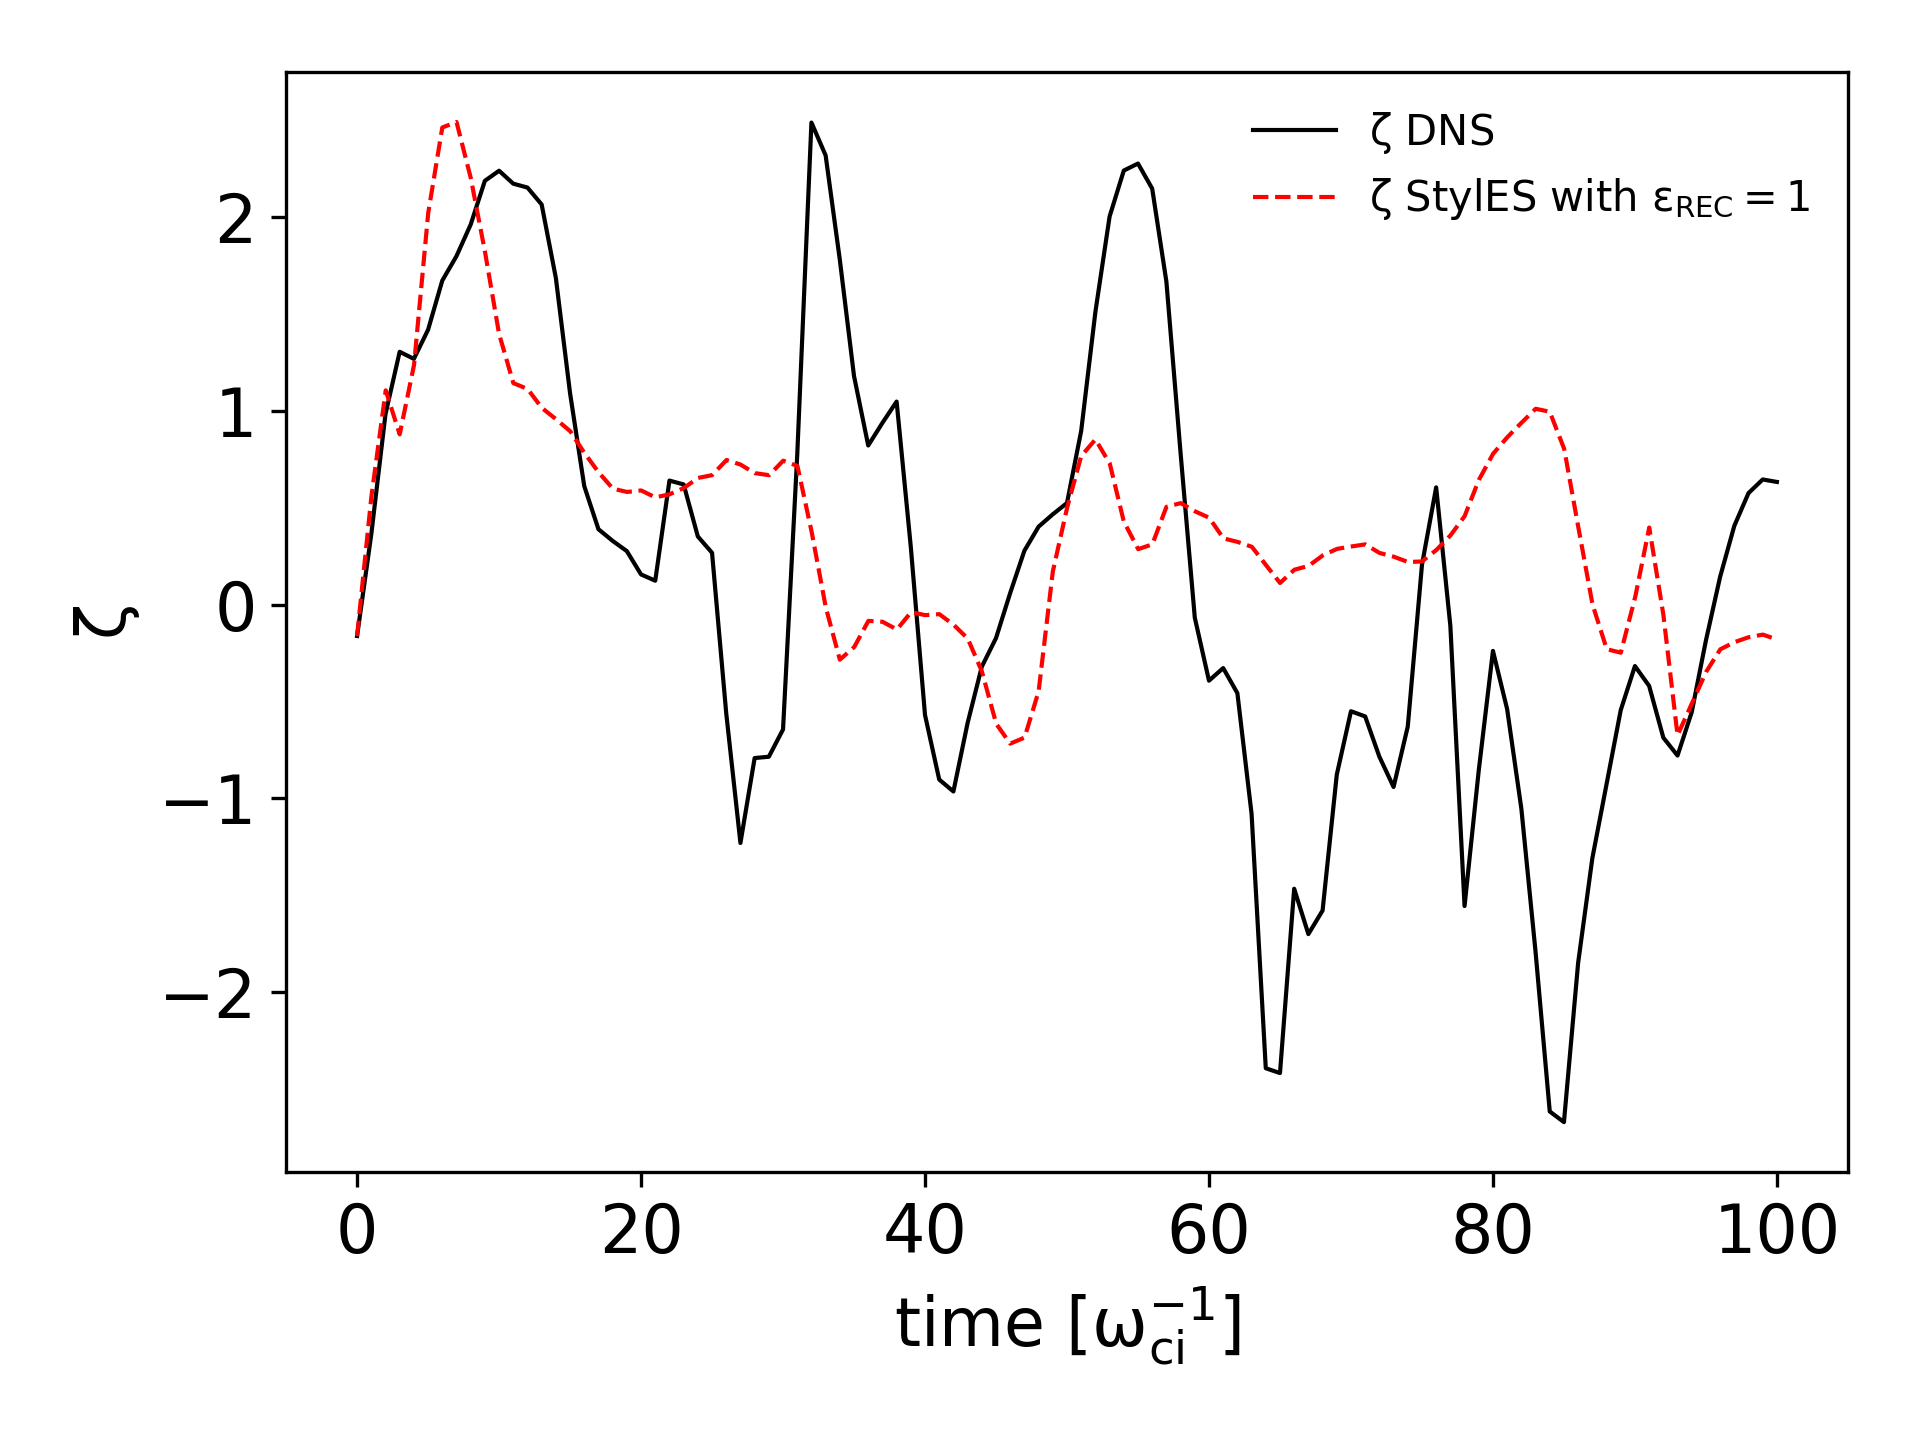 ζ DNS
ζ StylES with ε_REC = 1
2
1
0
−1
−2
ζ
0 20 40 60 80 100
time [ω_ci^−1]